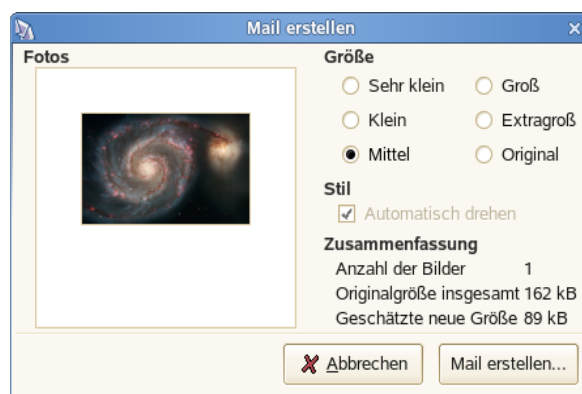 Mail erstellen
Fotos
Größe
Sehr klein
Groß
Klein
Extragroß
Mittel
Original
Stil
Automatisch drehen
Zusammenfassung
Anzahl der Bilder 1
Originalgröße insgesamt 162 kB
Geschätzte neue Größe 89 kB
Abbrechen
Mail erstellen...